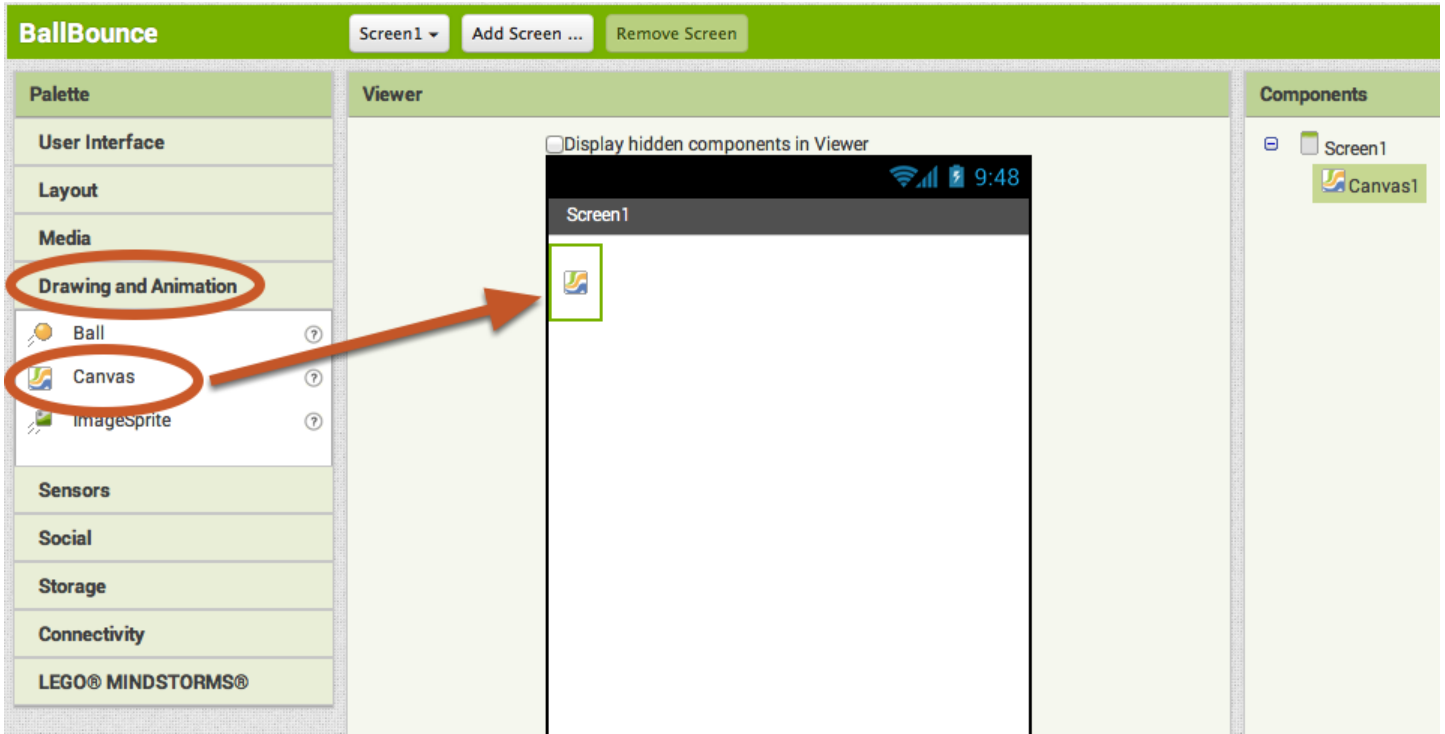 BallBounce
Screen1
Add Screen ...
Remove Screen
Palette
User Interface
Layout
Media
Drawing and Animation
Ball
?
Canvas
?
ImageSprite
?
Sensors
Social
Storage
Connectivity
LEGO® MINDSTORMS®
Viewer
Display hidden components in Viewer
9:48
Screen1
Components
Screen1
Canvas1